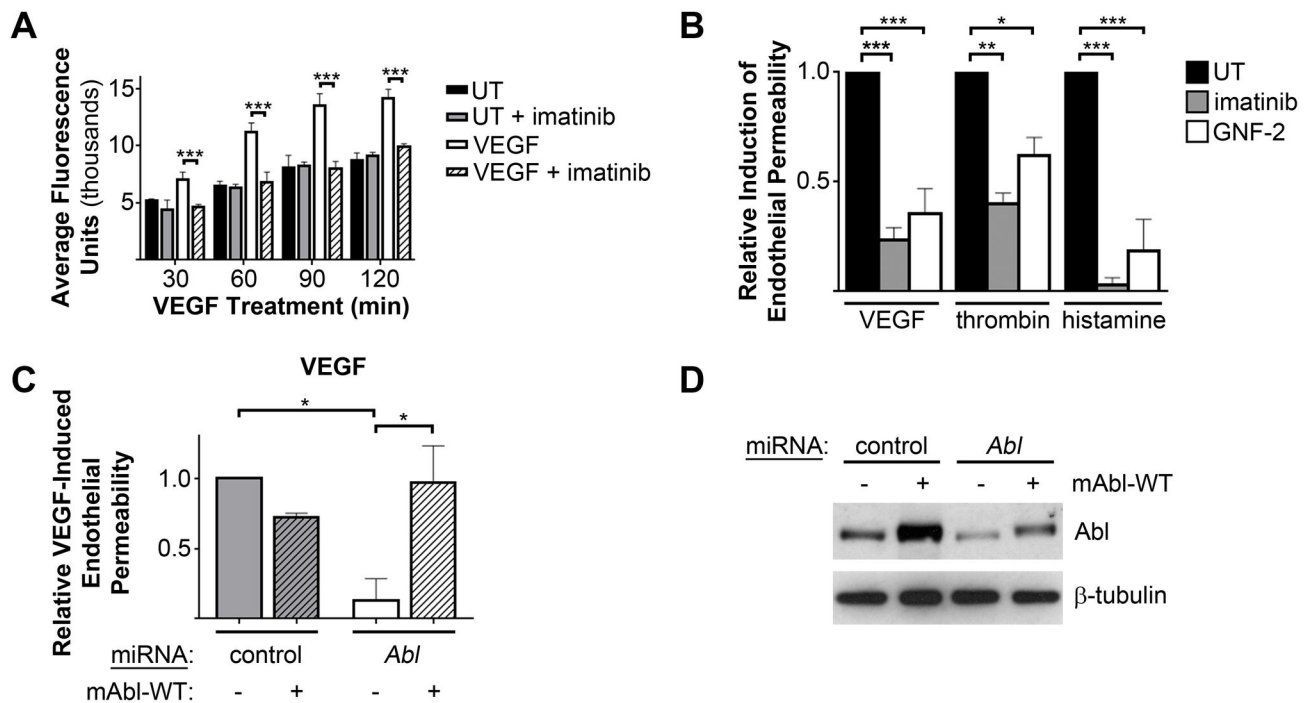 A
Average Fluorescence
Units (thousands)
15
10
5
***
***
***
***
30 60 90 120
VEGF Treatment (min)
UT
UT + imatinib
VEGF
VEGF + imatinib
B
Relative Induction of
Endothelial Permeability
1.0
0.5
*** * ***
*** ** ***
VEGF thrombin histamine
UT
imatinib
GNF-2
C
VEGF
Relative VEGF-Induced
Endothelial
Permeability
1.0
0.5
*
*
miRNA: control Abl
mAbl-WT: - + - +
D
miRNA: control Abl
- + - + mAbl-WT
Abl
β-tubulin